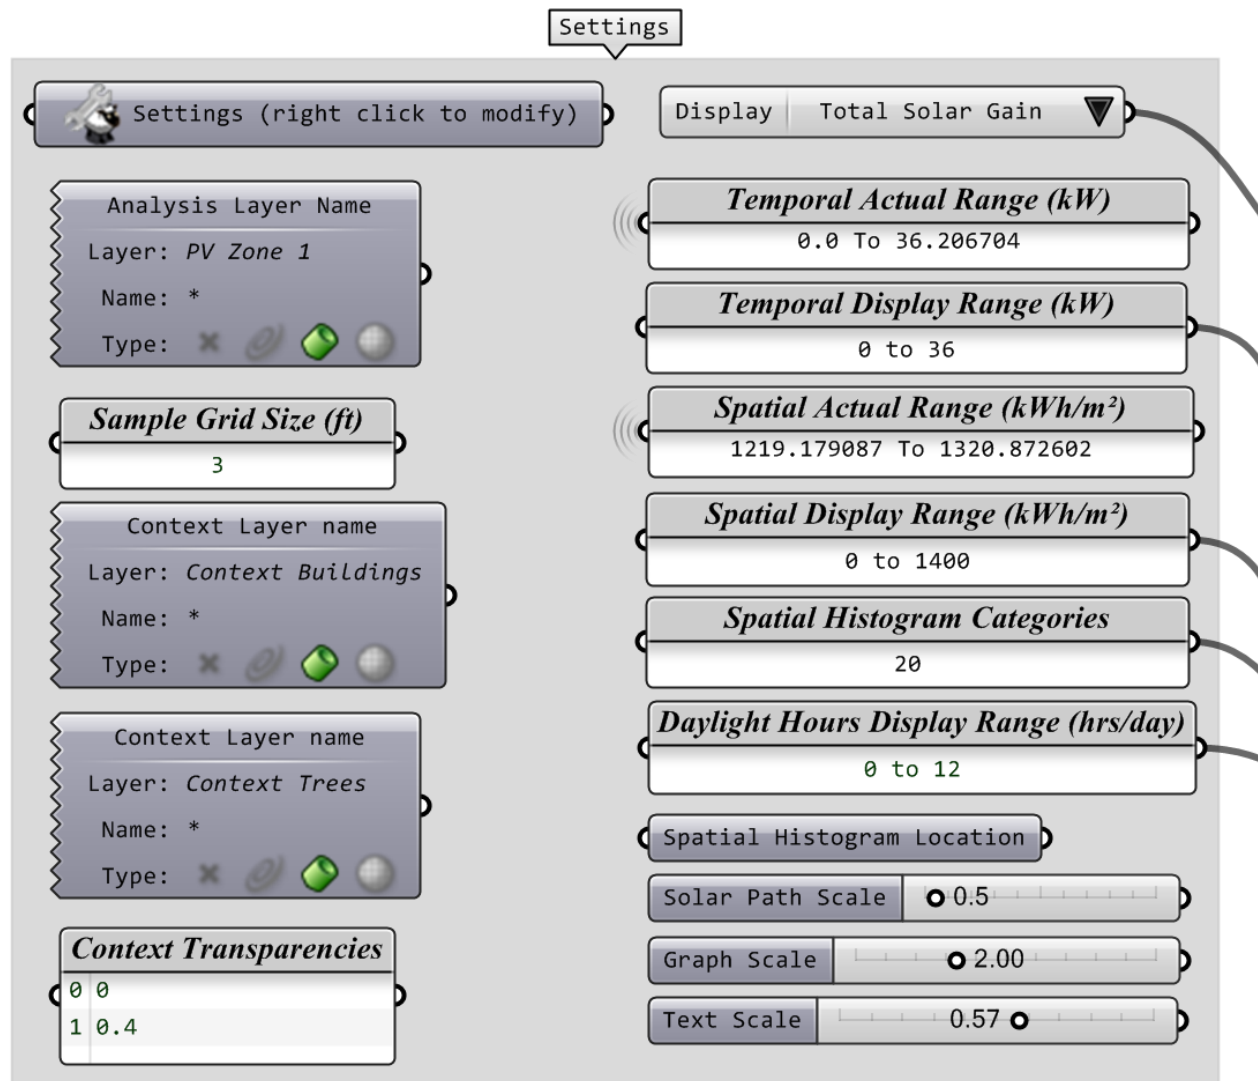 Settings
Settings (right click to modify)
Analysis Layer Name
Layer: PV Zone 1
Name: *
Type:
Sample Grid Size (ft)
3
Context Layer name
Layer: Context Buildings
Name: *
Type:
Context Layer name
Layer: Context Trees
Name: *
Type:
Context Transparencies
0 0
1 0.4
Display Total Solar Gain
Temporal Actual Range (kW)
0.0 To 36.206704
Temporal Display Range (kW)
0 to 36
Spatial Actual Range (kWh/m²)
1219.179087 To 1320.872602
Spatial Display Range (kWh/m²)
0 to 1400
Spatial Histogram Categories
20
Daylight Hours Display Range (hrs/day)
0 to 12
Spatial Histogram Location
Solar Path Scale 0.5
Graph Scale 2.00
Text Scale 0.57